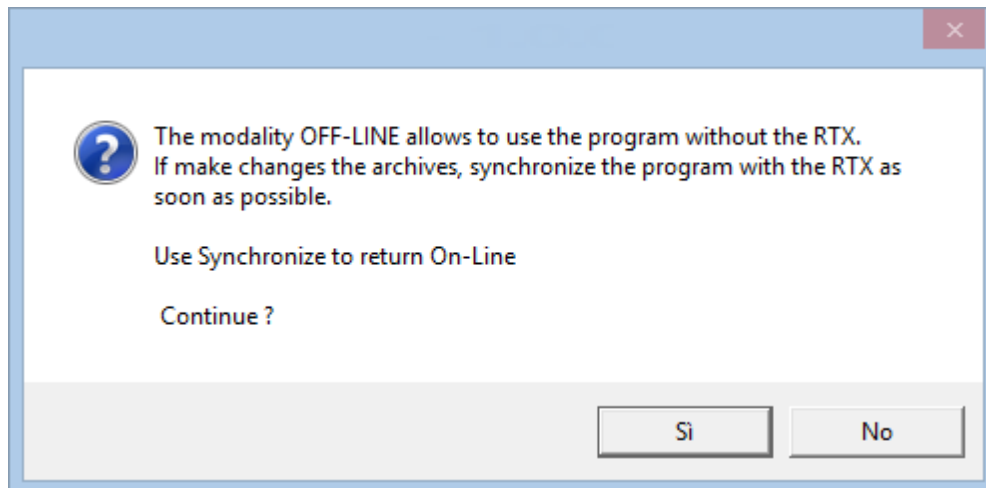 The modality OFF-LINE allows to use the program without the RTX.
If make changes the archives, synchronize the program with the RTX as
soon as possible.
Use Synchronize to return On-Line
Continue ?
Sì
No